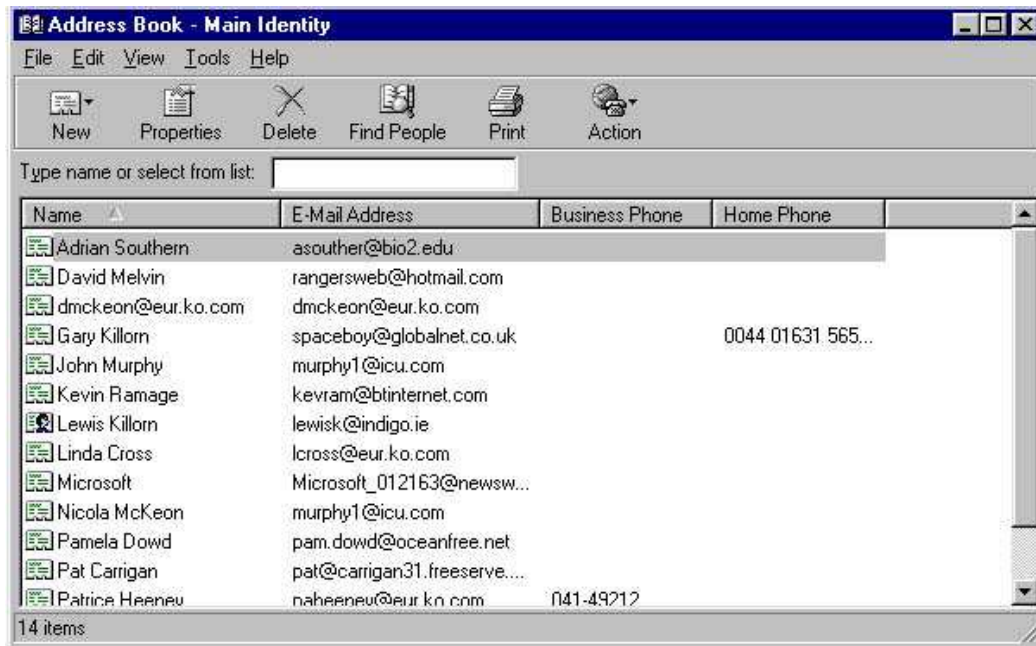 Address Book - Main Identity
File Edit View Tools Help
New Properties Delete Find People Print Action
Type name or select from list:
Name E-Mail Address Business Phone Home Phone
Adrian Southern asouther@bio2.edu
David Melvin rangersweb@hotmail.com
dmckeon@eur.ko.com dmckeon@eur.ko.com
Gary Killorn spaceboy@globalnet.co.uk 0044 01631 565...
John Murphy murphy1@icu.com
Kevin Ramage kevram@btinternet.com
Lewis Killorn lewisk@indigo.ie
Linda Cross lcross@eur.ko.com
Microsoft Microsoft_012163@newsw...
Nicola McKeon murphy1@icu.com
Pamela Dowd pam.dowd@oceanfree.net
Pat Carrigan pat@carrigan31.freeserve....
Patrice Heeney paheeney@eur.ko.com 041-49212
14 items